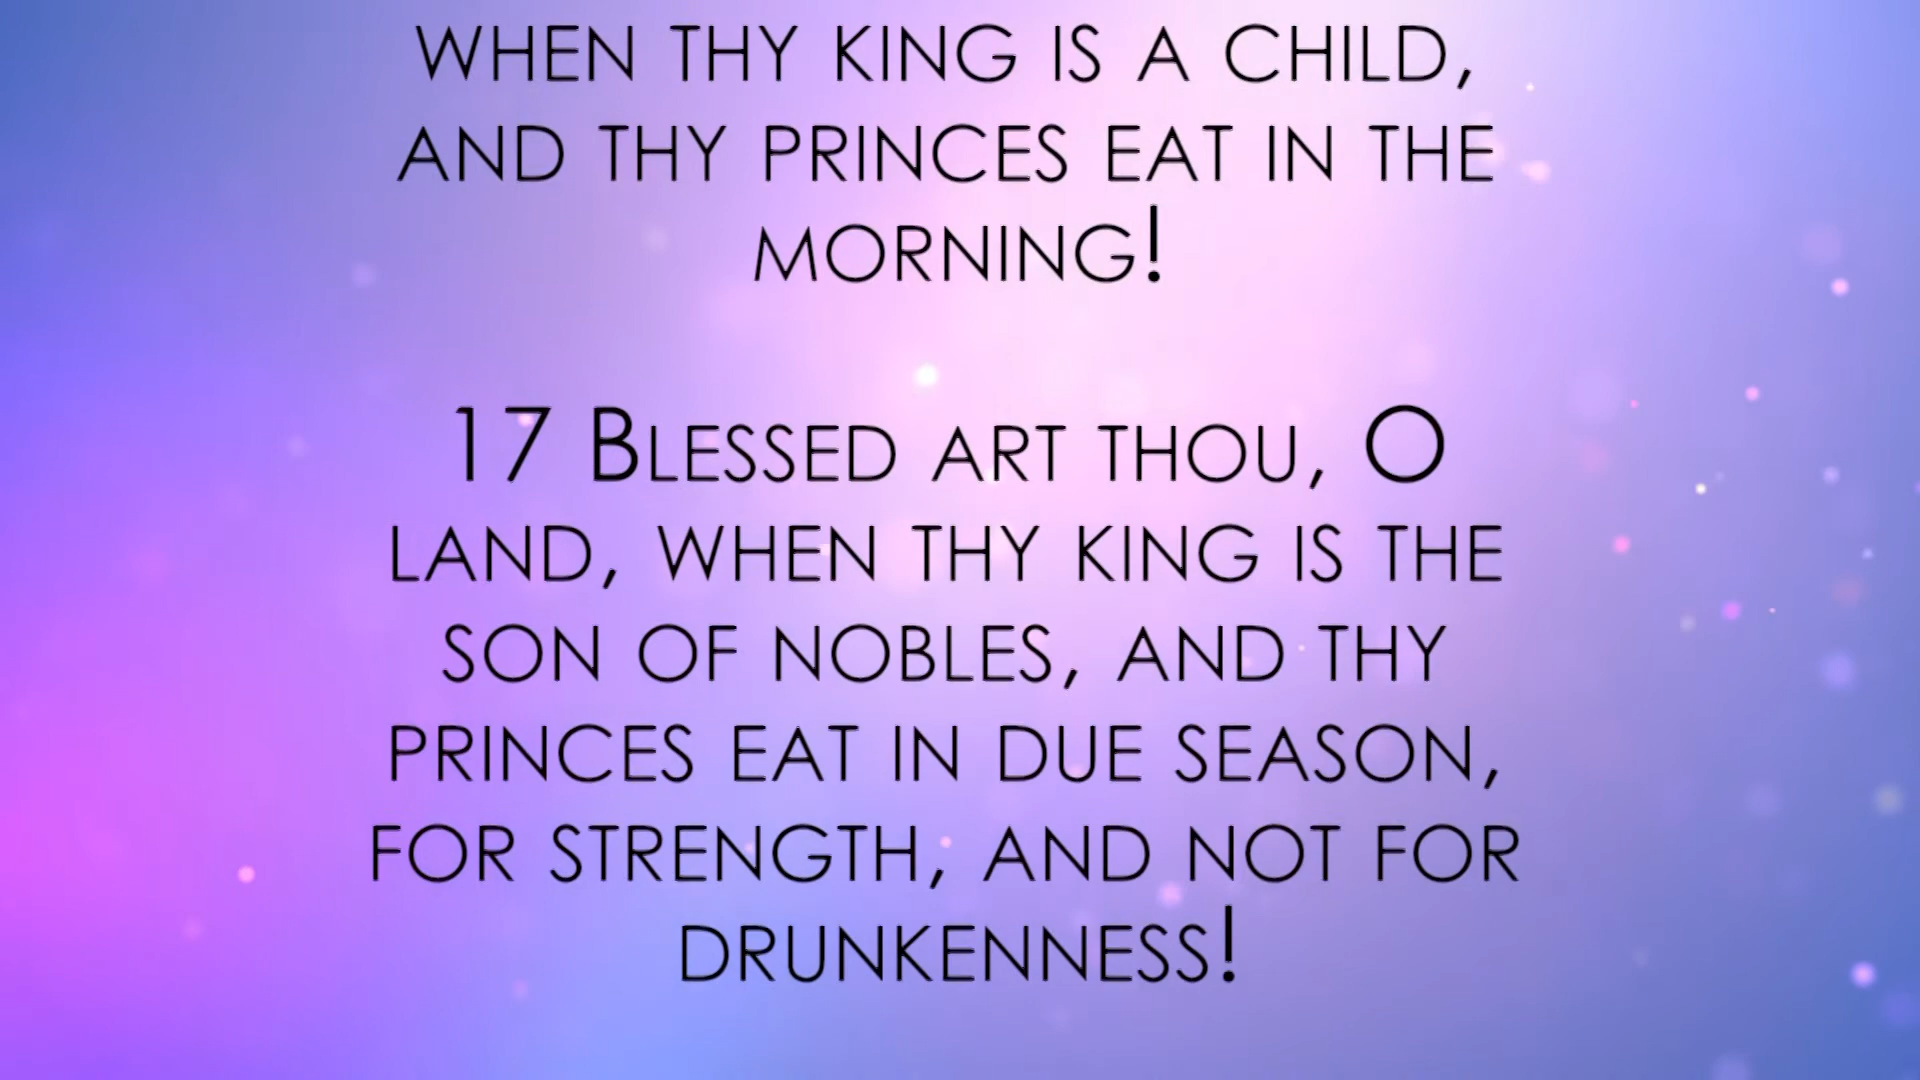 WHEN THY KING IS A CHILD,
AND THY PRINCES EAT IN THE
MORNING!
17 BLESSED ART THOU, O
LAND, WHEN THY KING IS THE
SON OF NOBLES, AND THY
PRINCES EAT IN DUE SEASON,
FOR STRENGTH, AND NOT FOR
DRUNKENNESS!